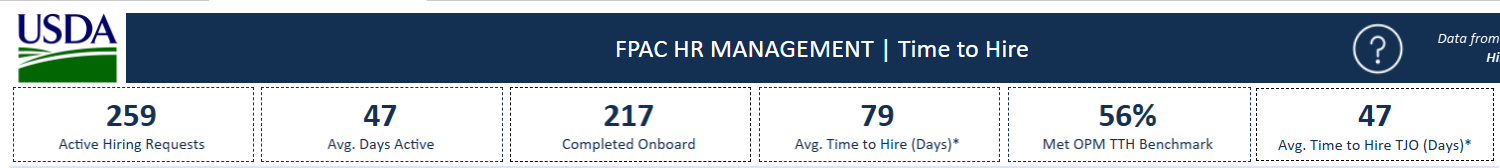 USDA
FPAC HR MANAGEMENT | Time to Hire
?
Data from
259
Active Hiring Requests
47
Avg. Days Active
217
Completed Onboard
79
Avg. Time to Hire (Days)*
56%
Met OPM TTH Benchmark
47
Avg. Time to Hire TJO (Days)*